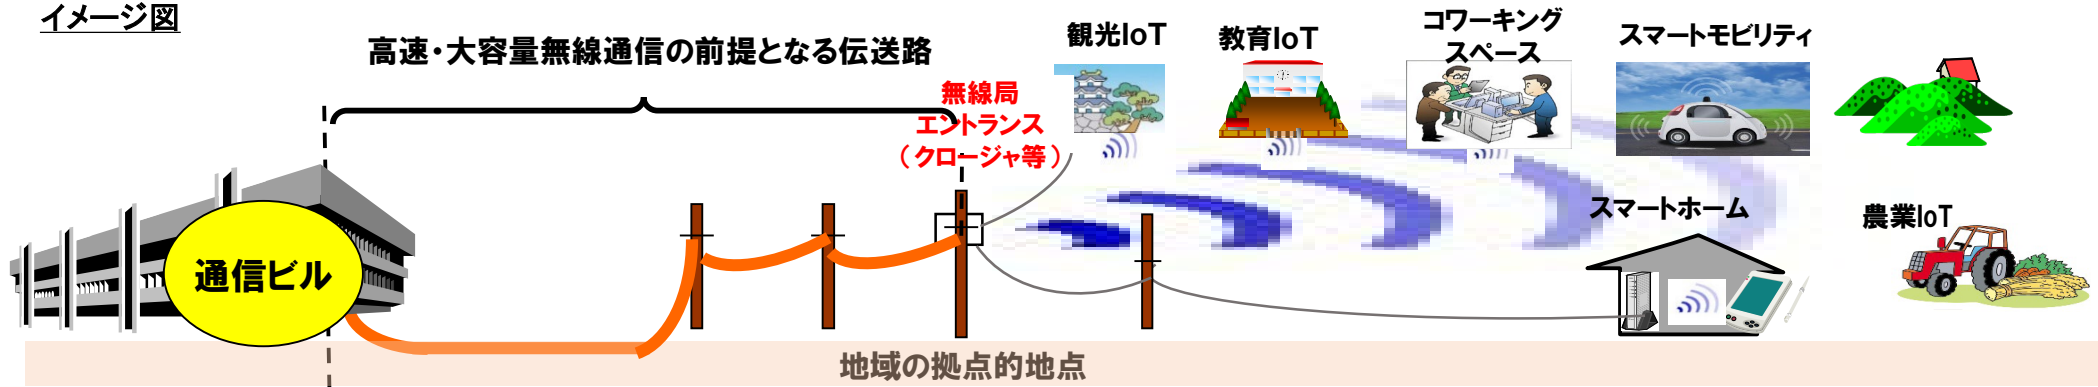 イメージ図
高速・大容量無線通信の前提となる伝送路
無線局
エントランス
（クロージャ等）
観光IoT
教育IoT
コワーキング
スペース
スマートモビリティ
スマートホーム
農業IoT
通信ビル
地域の拠点的地点